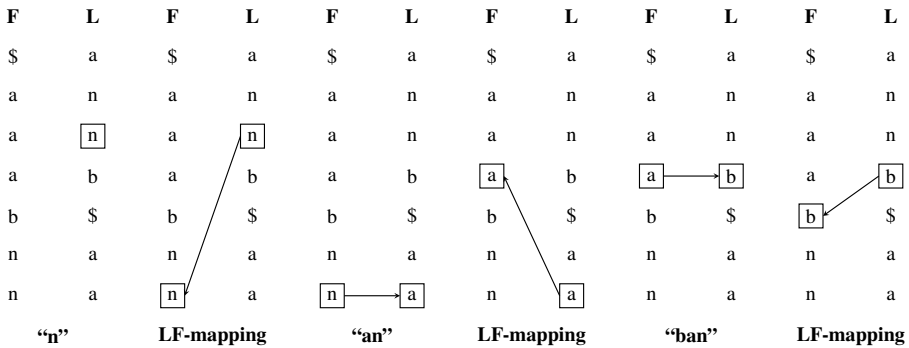 F L F L F L F L F L F L
$ a $ a $ a $ a $ a $ a
a n a n a n a n a n a n
a n a n a n a n a n a n
a b a b a b a b a b a b
b $ b $ b $ b $ b $ b $
n a n a n a n a n a n a
n a n a n a n a n a n a
“n” LF-mapping “an” LF-mapping “ban” LF-mapping